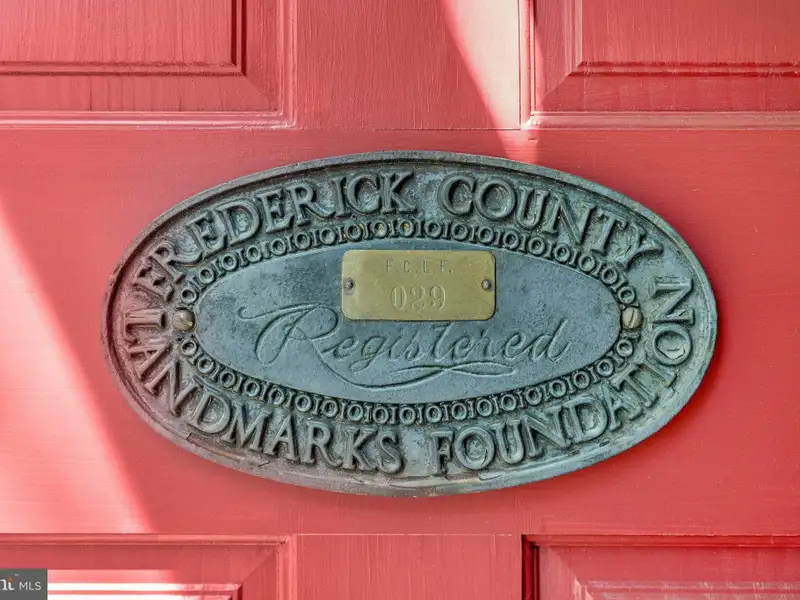 FREDERICK COUNTY
F.C.L.F.
029
Registered
LANDMARKS FOUNDATION
MLS